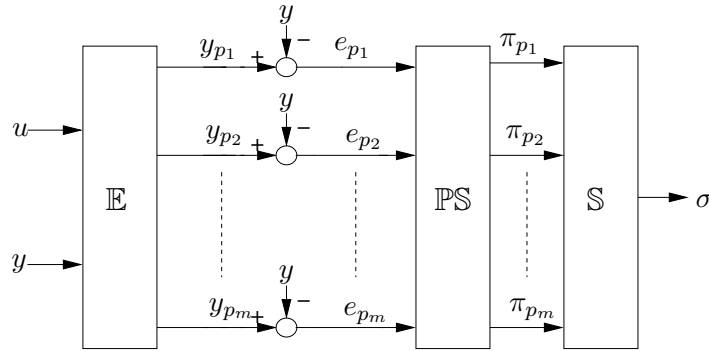 y
y_{p_1} + − e_{p_1} π_{p_1}
y
u y_{p_2} + − e_{p_2} π_{p_2}
𝔼 ℙ𝕊 𝕊 σ
y y
y_{p_m} + − e_{p_m} π_{p_m}